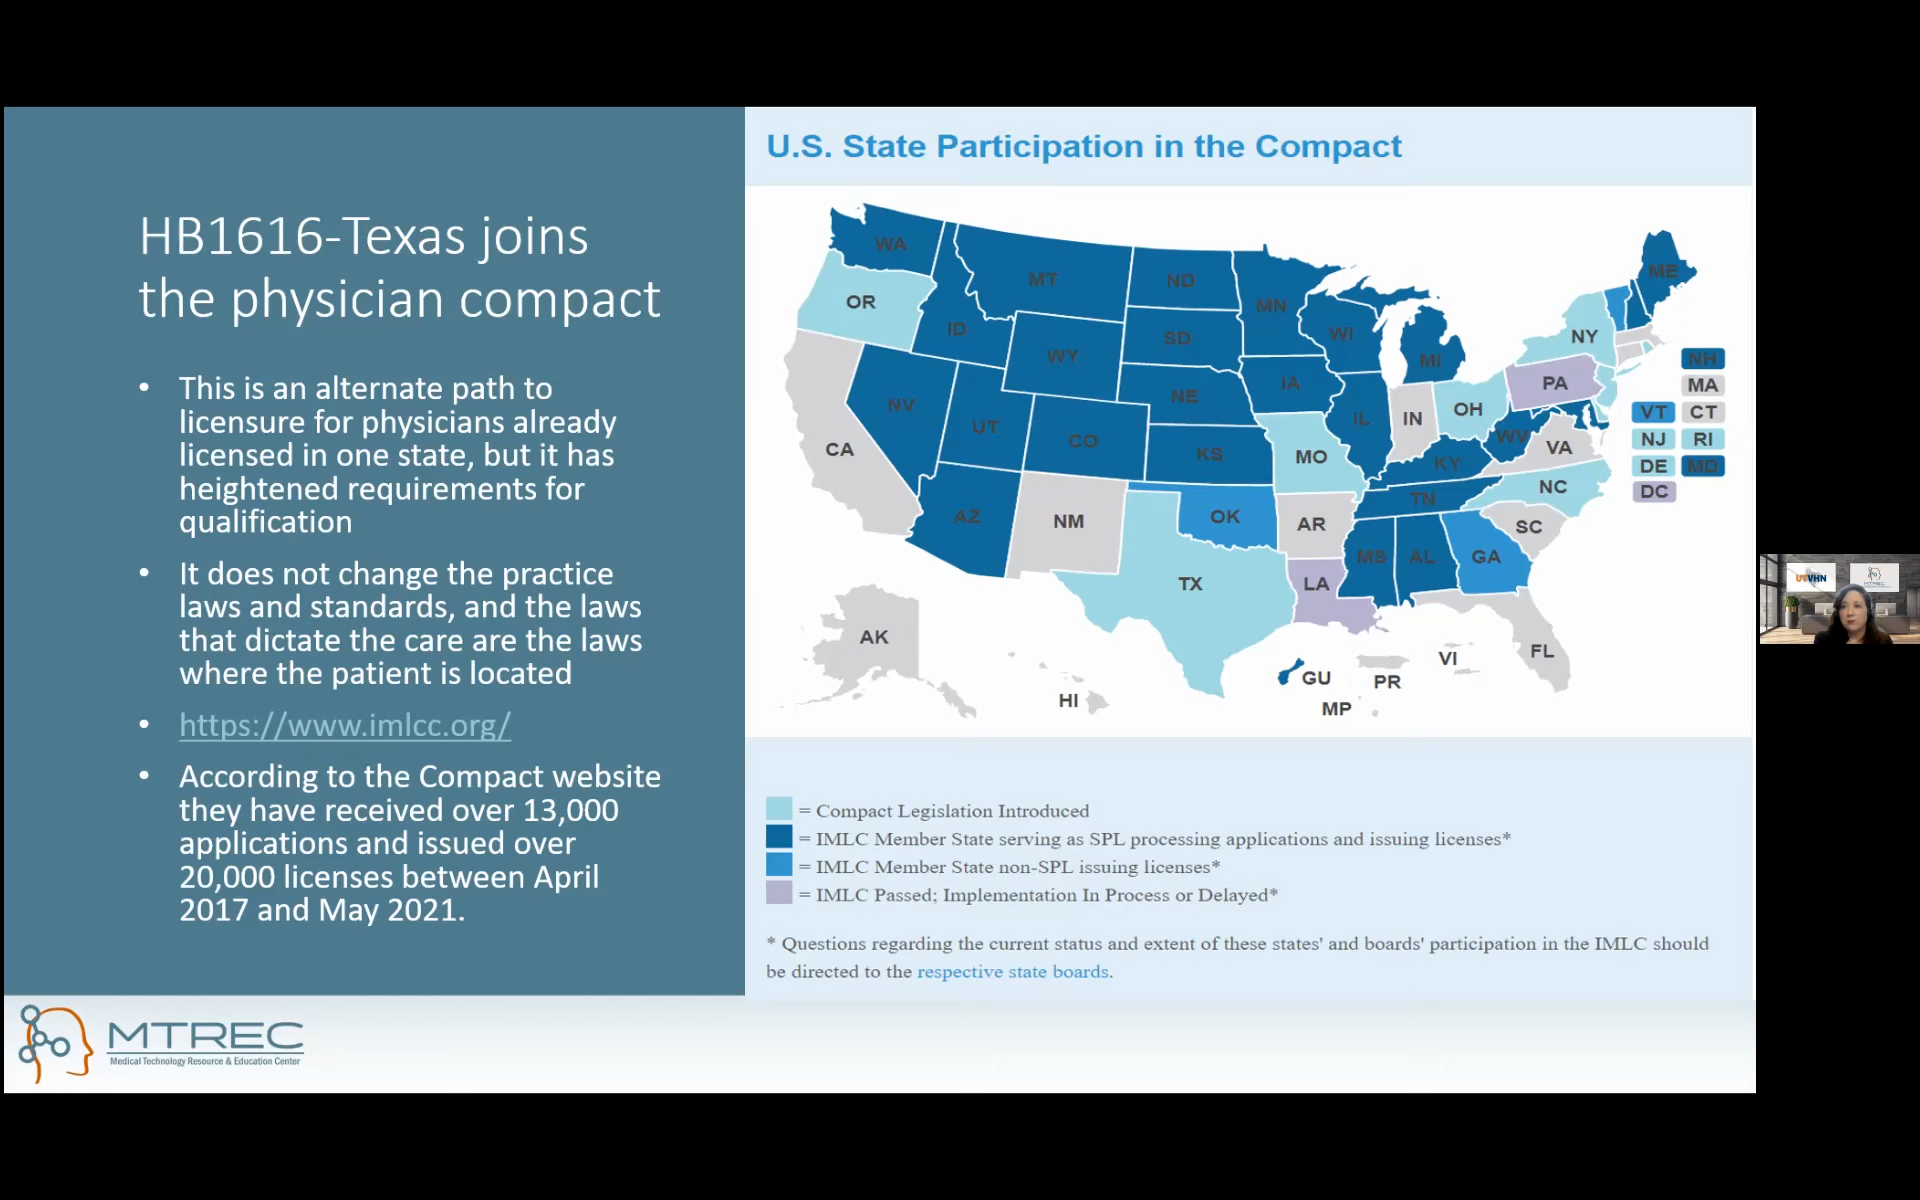 HB1616-Texas joins
the physician compact
• This is an alternate path to
licensure for physicians already
licensed in one state, but it has
heightened requirements for
qualification
• It does not change the practice
laws and standards, and the laws
that dictate the care are the laws
where the patient is located
• https://www.imlcc.org/
• According to the Compact website
they have received over 13,000
applications and issued over
20,000 licenses between April
2017 and May 2021.
MTREC
Medical Technology Resource & Education Center
U.S. State Participation in the Compact
WA
MT
ND
MN
ME
OR
ID
SD
WI
NY
WY
MI
NH
PA
MA
NV
NE
IA
OH
VT
CT
UT
CO
IL
IN
WV
NJ
RI
CA
KS
MO
KY
VA
DE
MD
NC
DC
AZ
NM
OK
AR
TN
SC
TX
LA
MS
AL
GA
AK
HI
GU
PR
VI
MP
FL
= Compact Legislation Introduced
= IMLC Member State serving as SPL processing applications and issuing licenses*
= IMLC Member State non-SPL issuing licenses*
= IMLC Passed; Implementation In Process or Delayed*
* Questions regarding the current status and extent of these states' and boards' participation in the IMLC should
be directed to the respective state boards.
MTREC